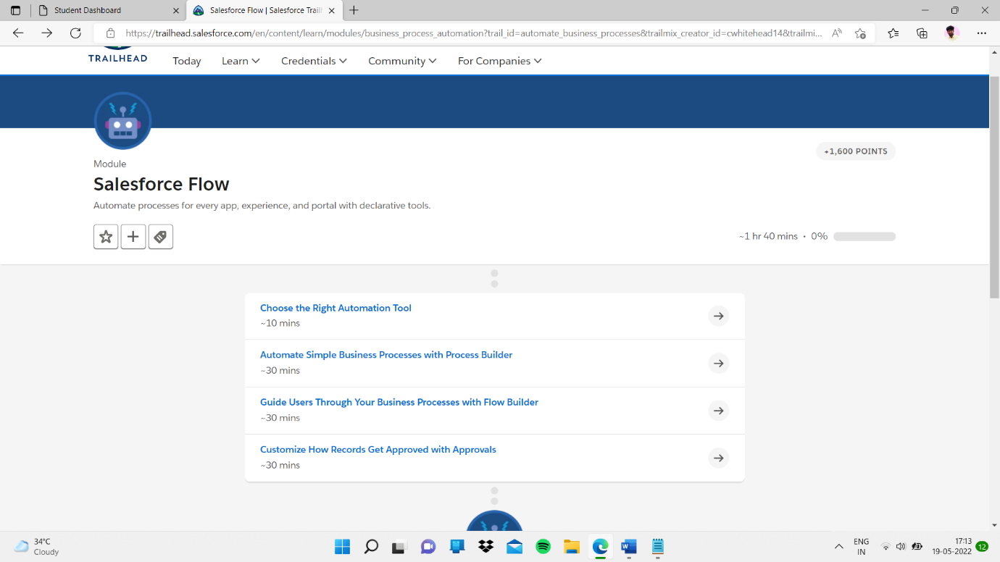 Student Dashboard
Salesforce Flow | Salesforce Trailh
https://trailhead.salesforce.com/en/content/learn/modules/business_process_automation?trail_id=automate_business_processes&trailmix_creator_id=cwhitehead14&trailmi...
TRAILHEAD
Today Learn Credentials Community For Companies
+1,600 POINTS
Module
Salesforce Flow
Automate processes for every app, experience, and portal with declarative tools.
~1 hr 40 mins • 0%
Choose the Right Automation Tool
~10 mins
Automate Simple Business Processes with Process Builder
~30 mins
Guide Users Through Your Business Processes with Flow Builder
~30 mins
Customize How Records Get Approved with Approvals
~30 mins
34°C
Cloudy
ENG
IN
17:13
19-05-2022
12